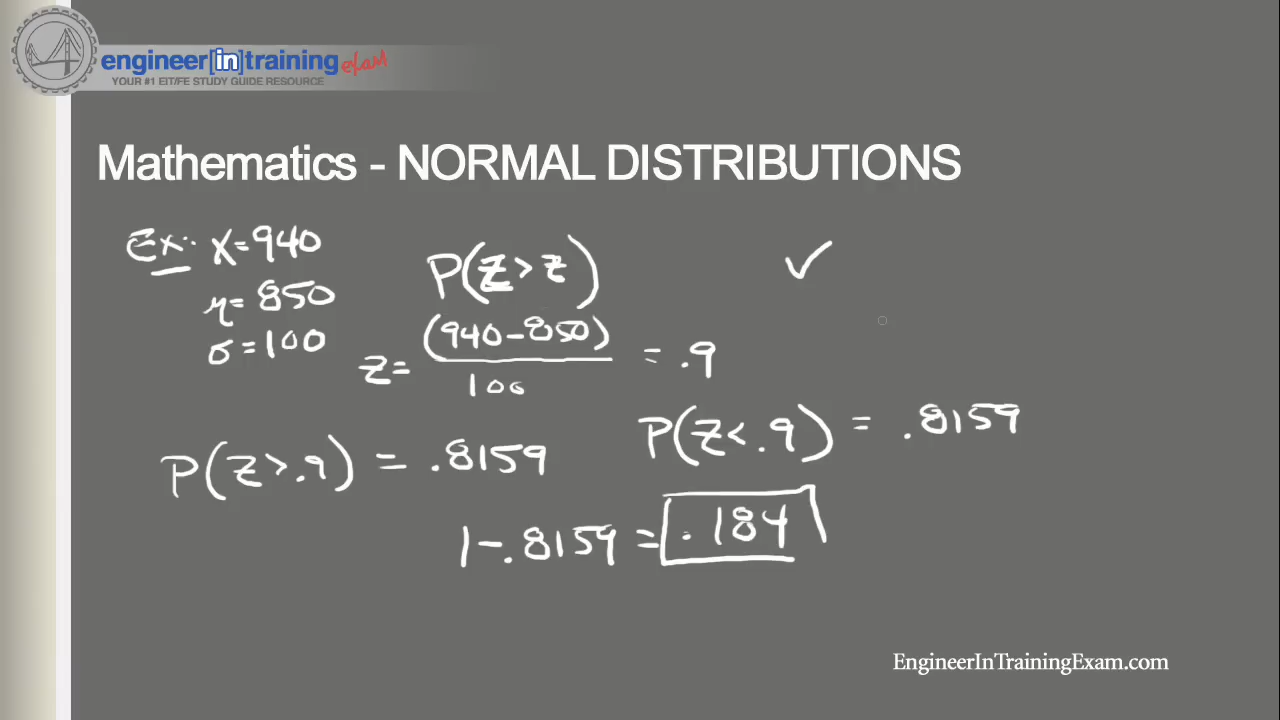 engineer[in]training exam
YOUR #1 EIT/FE STUDY GUIDE RESOURCE
Mathematics - NORMAL DISTRIBUTIONS
Ex: X=940
μ=850
σ=100
P(Z>z)
z= (940-850)/100 = .9
P(Z>.9) = .8159
P(Z<.9) = .8159
1-.8159= .184
EngineerInTrainingExam.com